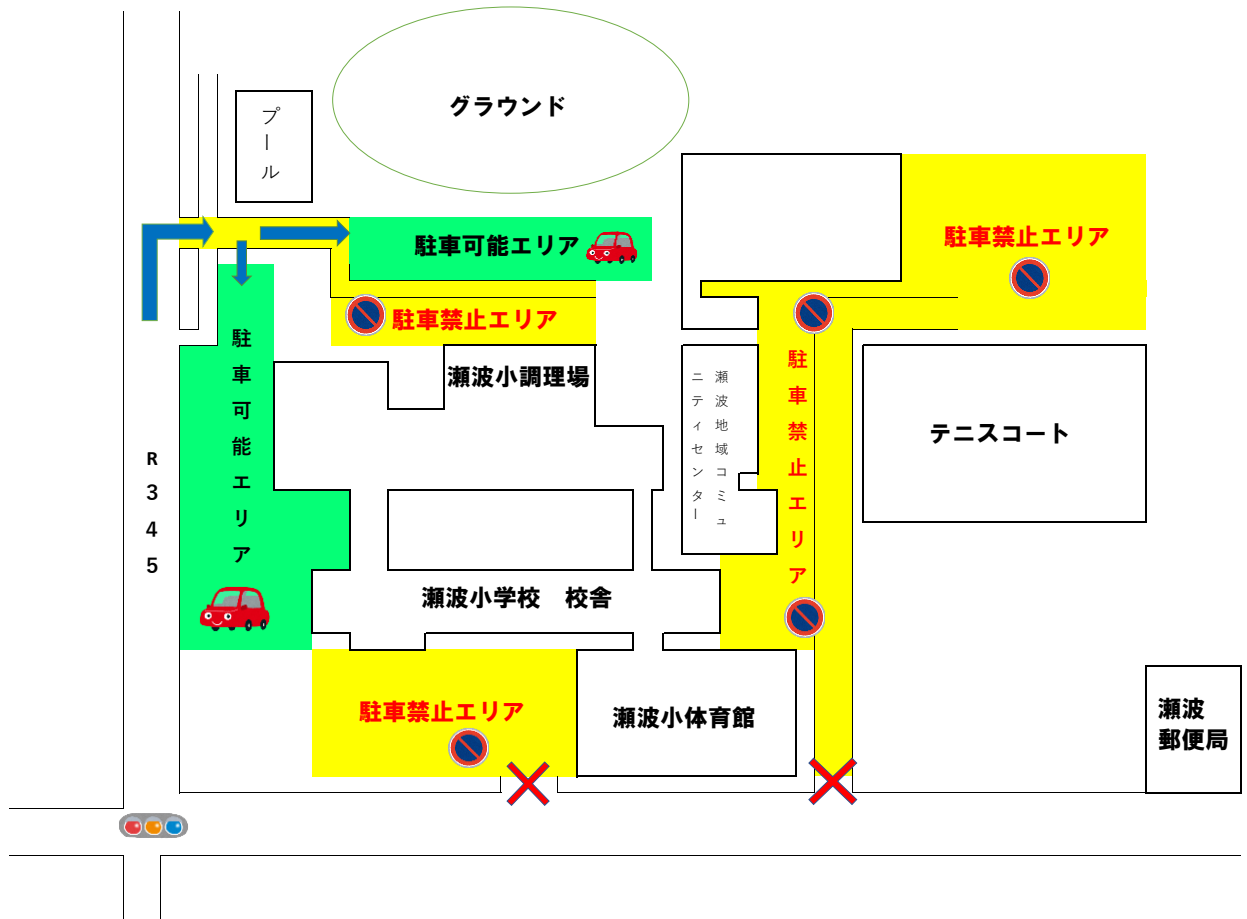 プール
グラウンド
駐車可能エリア
駐車禁止エリア
駐車禁止エリア
駐車可能エリア
瀬波小調理場
瀬波地域コミュ
ニティセンター
駐車禁止エリア
テニスコート
R345
瀬波小学校　校舎
駐車禁止エリア
瀬波小体育館
瀬波
郵便局